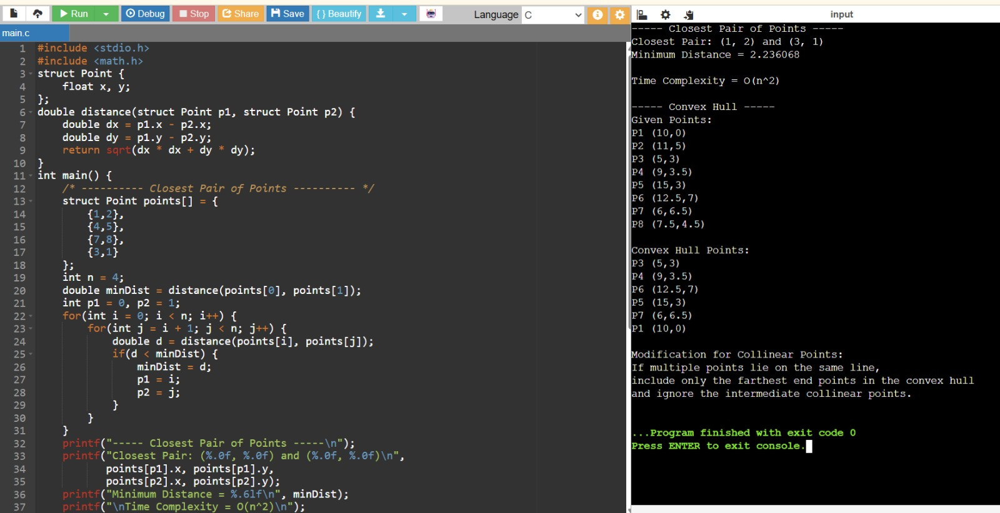 Run
Debug
Stop
Share
Save
{ } Beautify
Language C
input
main.c
1 #include <stdio.h>
2 #include <math.h>
3 struct Point {
4     float x, y;
5 };
6 double distance(struct Point p1, struct Point p2) {
7     double dx = p1.x - p2.x;
8     double dy = p1.y - p2.y;
9     return sqrt(dx * dx + dy * dy);
10 }
11 int main() {
12     /* ---------- Closest Pair of Points ---------- */
13     struct Point points[] = {
14         {1,2},
15         {4,5},
16         {7,8},
17         {3,1}
18     };
19     int n = 4;
20     double minDist = distance(points[0], points[1]);
21     int p1 = 0, p2 = 1;
22     for(int i = 0; i < n; i++) {
23         for(int j = i + 1; j < n; j++) {
24             double d = distance(points[i], points[j]);
25             if(d < minDist) {
26                 minDist = d;
27                 p1 = i;
28                 p2 = j;
29             }
30         }
31     }
32     printf("----- Closest Pair of Points -----\n");
33     printf("Closest Pair: (%.0f, %.0f) and (%.0f, %.0f)\n",
34            points[p1].x, points[p1].y,
35            points[p2].x, points[p2].y);
36     printf("Minimum Distance = %.6lf\n", minDist);
37     printf("\nTime Complexity = O(n^2)\n");
----- Closest Pair of Points -----
Closest Pair: (1, 2) and (3, 1)
Minimum Distance = 2.236068
Time Complexity = O(n^2)
----- Convex Hull -----
Given Points:
P1 (10,0)
P2 (11,5)
P3 (5,3)
P4 (9,3.5)
P5 (15,3)
P6 (12.5,7)
P7 (6,6.5)
P8 (7.5,4.5)
Convex Hull Points:
P3 (5,3)
P4 (9,3.5)
P6 (12.5,7)
P5 (15,3)
P7 (6,6.5)
P1 (10,0)
Modification for Collinear Points:
If multiple points lie on the same line,
include only the farthest end points in the convex hull
and ignore the intermediate collinear points.
...Program finished with exit code 0
Press ENTER to exit console.